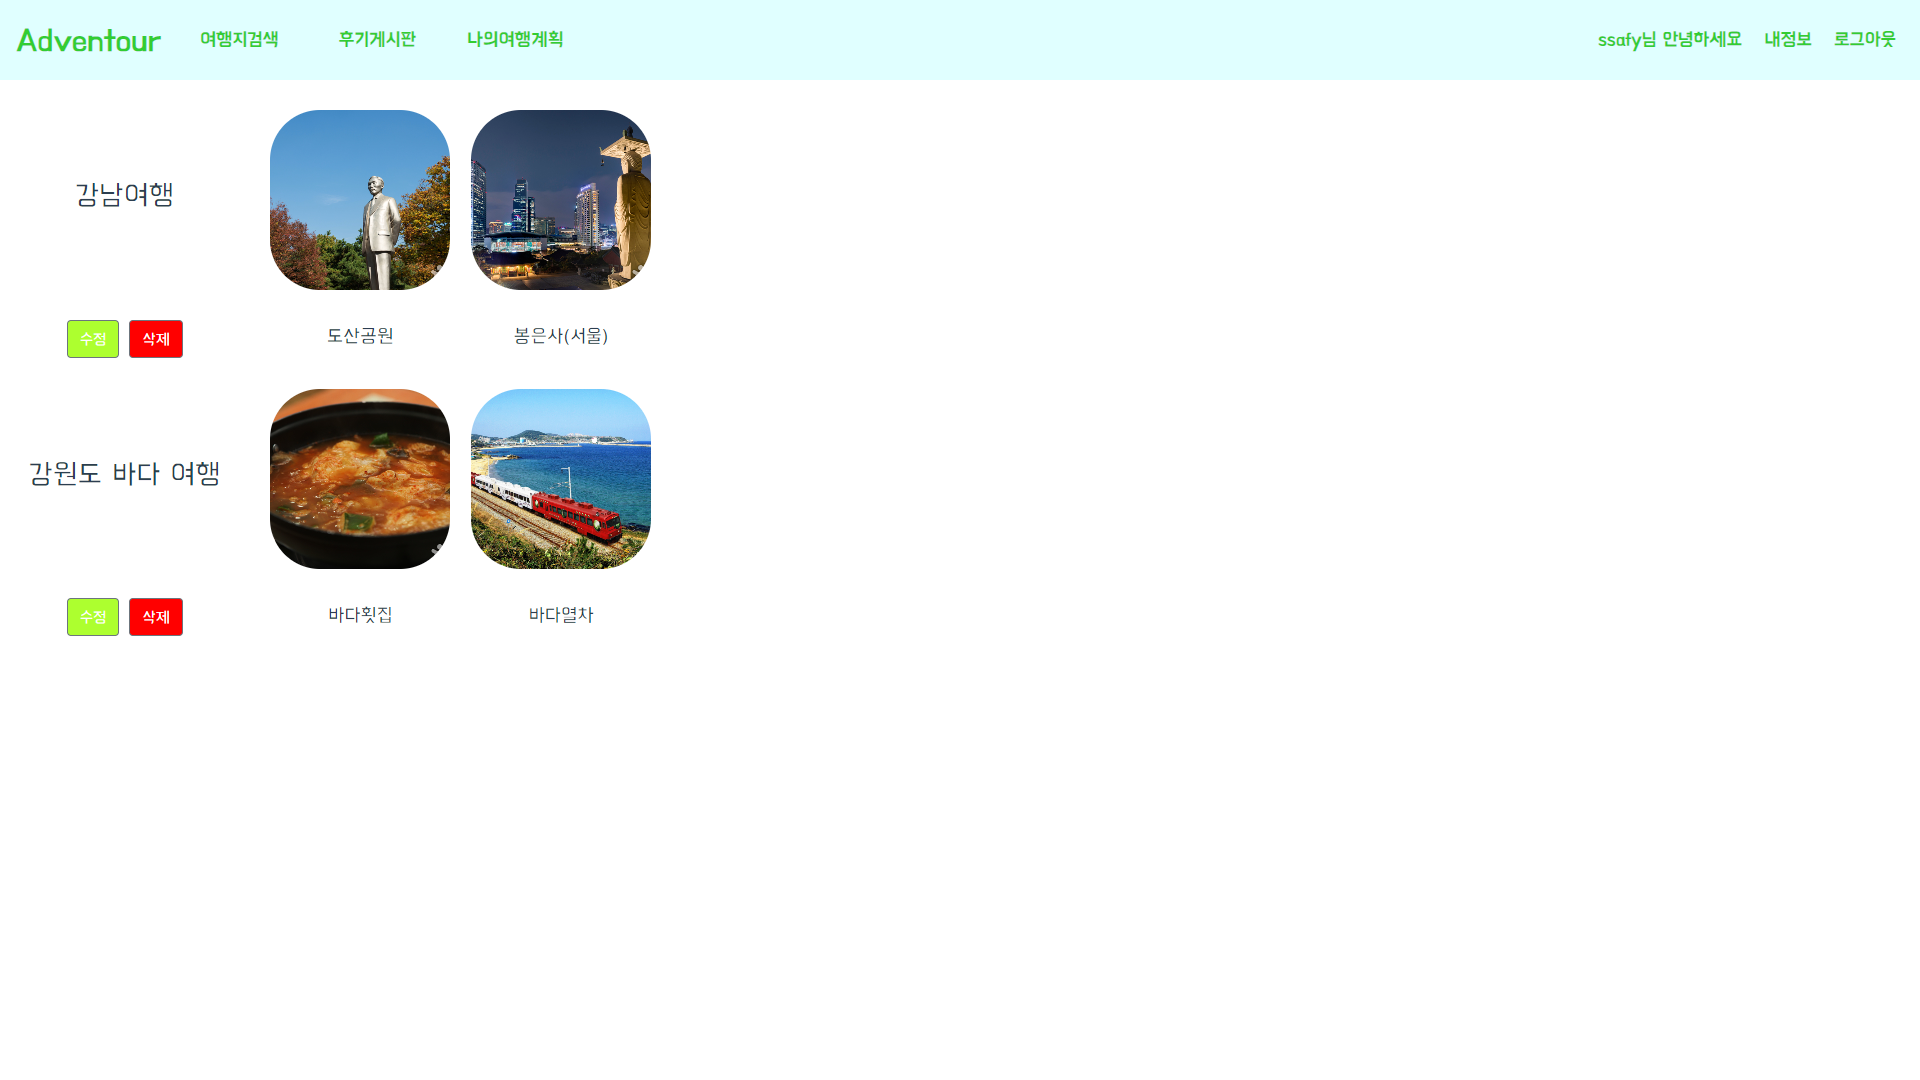 Adventour 여행지검색 후기게시판 나의여행계획 ssafy님 안녕하세요 내정보 로그아웃
강남여행
수정 삭제 도산공원 봉은사(서울)
강원도 바다 여행
수정 삭제 바다횟집 바다열차